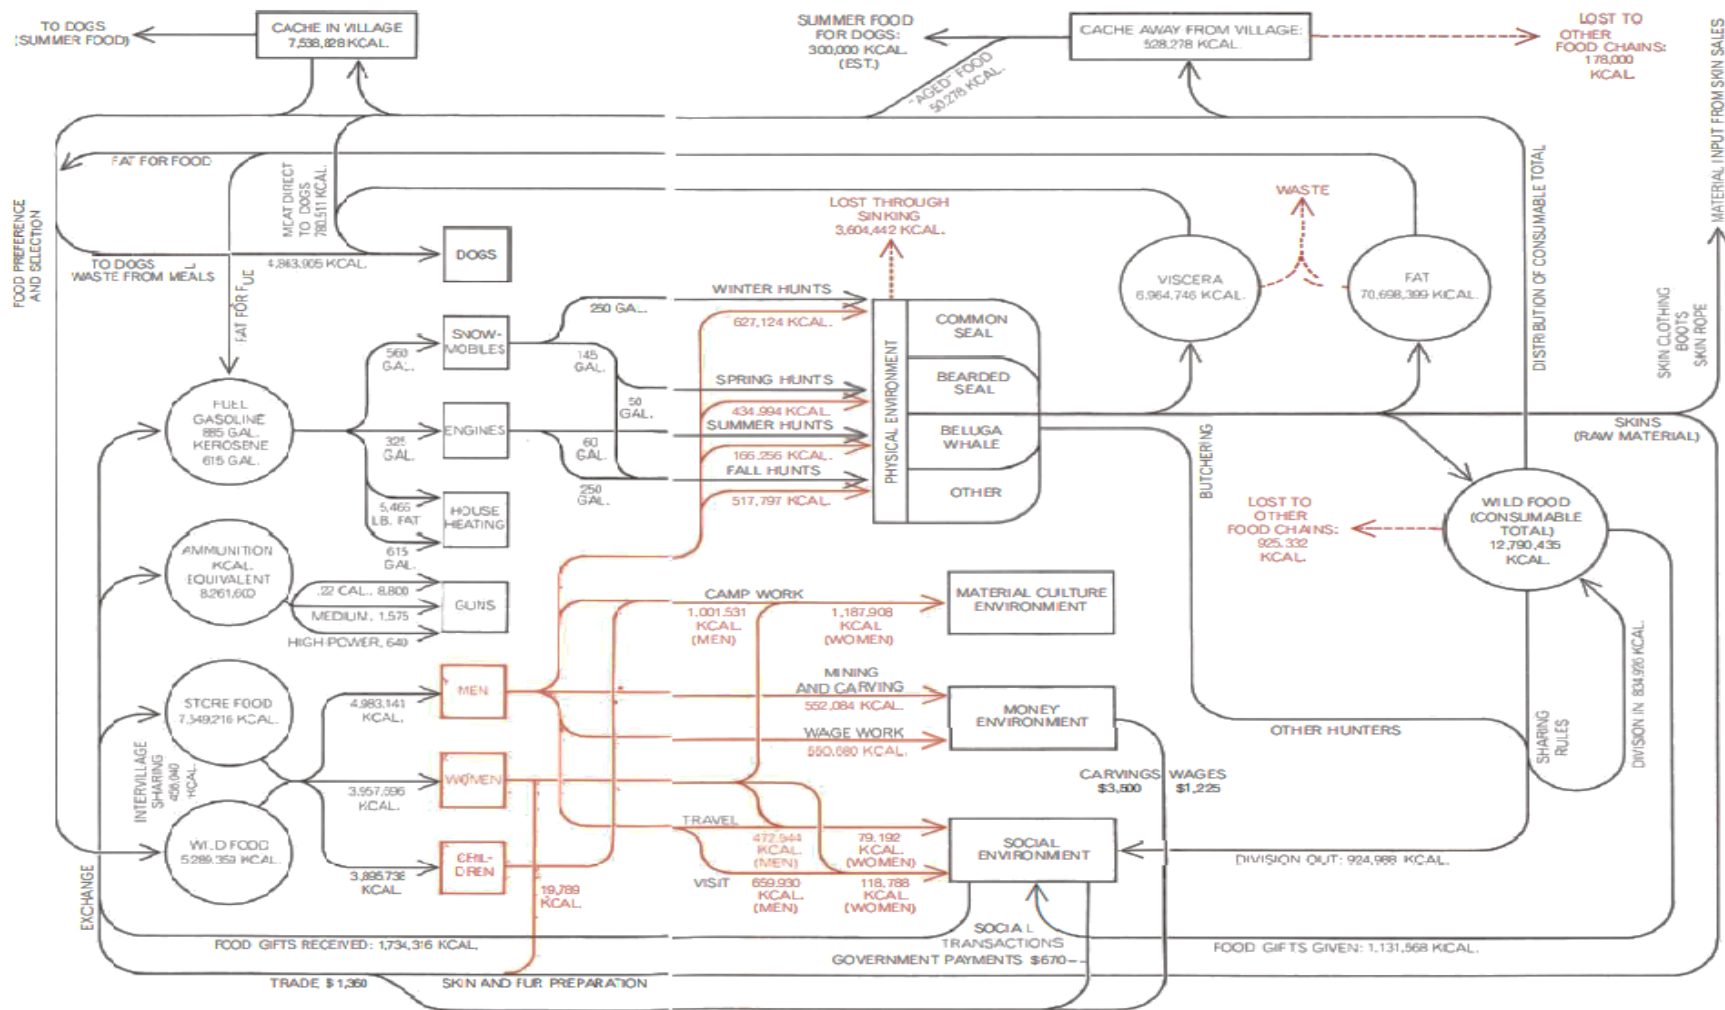 TO DOGS
(SUMMER FOOD)
CACHE IN VILLAGE
7,538,828 KCAL.
SUMMER FOOD
FOR DOGS:
300,000 KCAL.
(EST.)
CACHE AWAY FROM VILLAGE:
528,278 KCAL.
LOST TO
OTHER
FOOD CHAINS:
178,000
KCAL.
"AGED" FOOD
50,278 KCAL.
MATERIAL INPUT FROM SKIN SALES
FAT FOR FOOD
FOOD PREFERENCE
AND SELECTION
MEAT DIRECT
TO DOGS
780,511 KCAL.
LOST THROUGH
SINKING
3,604,442 KCAL.
WASTE
DISTRIBUTION OF CONSUMABLE TOTAL
TO DOGS
WASTE FROM MEALS
4,843,905 KCAL.
DOGS
VISCERA
6,964,746 KCAL.
FAT
70,698,399 KCAL.
FAT FOR FUEL
250 GAL.
WINTER HUNTS
627,124 KCAL.
SNOW-
MOBILES
560
GAL.
145
GAL.
COMMON
SEAL
PHYSICAL ENVIRONMENT
SKIN CLOTHING
BOOTS
SKIN ROPE
SPRING HUNTS
434,994 KCAL.
BEARDED
SEAL
50
GAL.
FUEL
GASOLINE
885 GAL.
KEROSENE
615 GAL.
ENGINES
325
GAL.
60
GAL.
SUMMER HUNTS
166,256 KCAL.
BELUGA
WHALE
SKINS
(RAW MATERIAL)
BUTCHERING
FALL HUNTS
517,797 KCAL.
250
GAL.
OTHER
5,465
LB. FAT
HOUSE
HEATING
615
GAL.
LOST TO
OTHER
FOOD CHAINS:
925,332
KCAL.
WILD FOOD
(CONSUMABLE
TOTAL)
12,790,435
KCAL.
AMMUNITION
KCAL.
EQUIVALENT
8,261,600
.22 CAL., 8,800
MEDIUM, 1,575
HIGH POWER, 640
GUNS
CAMP WORK
1,001,531
KCAL.
(MEN)
1,187,908
KCAL
(WOMEN)
MATERIAL CULTURE
ENVIRONMENT
STORE FOOD
7,549,216 KCAL.
4,983,141
KCAL.
MEN
MINING
AND CARVING
552,084 KCAL.
MONEY
ENVIRONMENT
WAGE WORK
550,680 KCAL.
OTHER HUNTERS
SHARING
RULES
DIVISION IN 834,926 KCAL.
INTERVILLAGE
SHARING
456,040
KCAL.
3,957,696
KCAL.
WOMEN
CARVINGS
$3,500
WAGES
$1,225
WILD FOOD
5,289,359 KCAL.
3,895,736
KCAL.
CHIL-
DREN
TRAVEL
472,644
KCAL.
(MEN)
79,192
KCAL.
(WOMEN)
SOCIAL
ENVIRONMENT
DIVISION OUT: 924,988 KCAL.
VISIT
659,930
KCAL.
(MEN)
118,788
KCAL.
(WOMEN)
19,789
KCAL.
EXCHANGE
FOOD GIFTS RECEIVED: 1,734,316 KCAL.
SOCIAL
TRANSACTIONS
GOVERNMENT PAYMENTS $670
FOOD GIFTS GIVEN: 1,131,568 KCAL.
TRADE $1,360
SKIN AND FUR PREPARATION